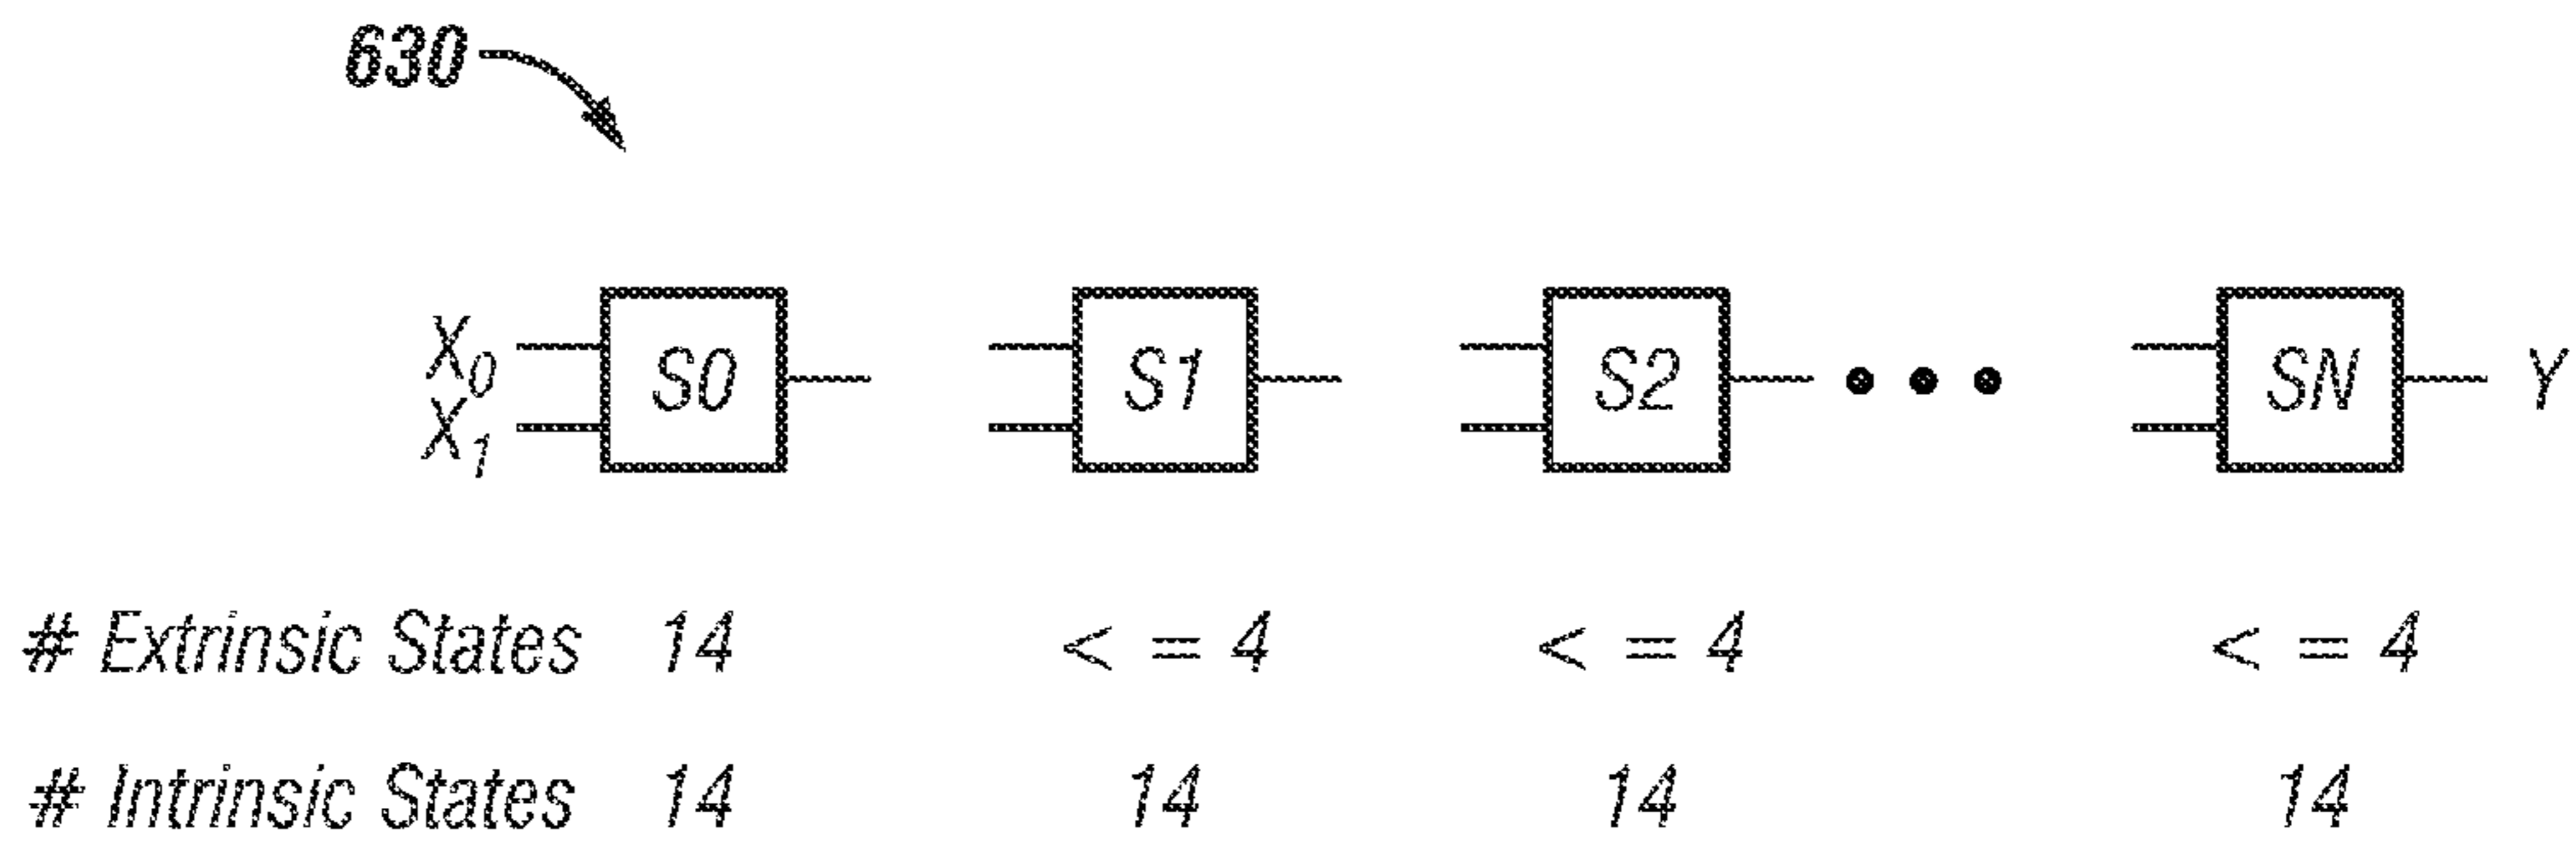 630
X0 S0 S1 S2 SN Y
X1
# Extrinsic States 14 < = 4 < = 4 < = 4
# Intrinsic States 14 14 14 14